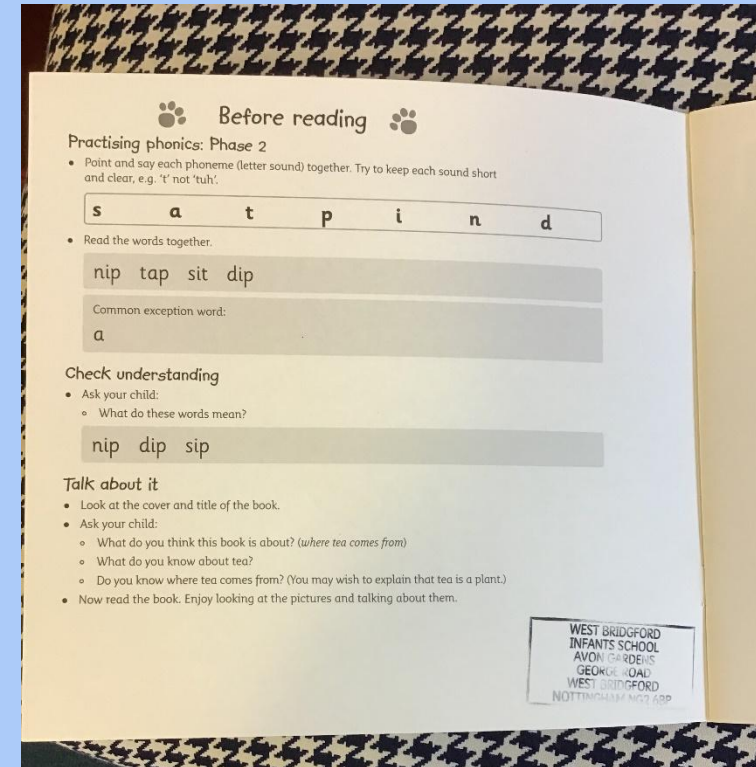 Before reading
Practising phonics: Phase 2
• Point and say each phoneme (letter sound) together. Try to keep each sound short
and clear, e.g. ‘t’ not ‘tuh’.
s a t p i n d
• Read the words together.
nip tap sit dip
Common exception word:
a
Check understanding
• Ask your child:
◦ What do these words mean?
nip dip sip
Talk about it
• Look at the cover and title of the book.
• Ask your child:
◦ What do you think this book is about? (where tea comes from)
◦ What do you know about tea?
◦ Do you know where tea comes from? (You may wish to explain that tea is a plant.)
• Now read the book. Enjoy looking at the pictures and talking about them.
WEST BRIDGFORD
INFANTS SCHOOL
AVON GARDENS
GEORGE ROAD
WEST BRIDGFORD
NOTTINGHAM NG2